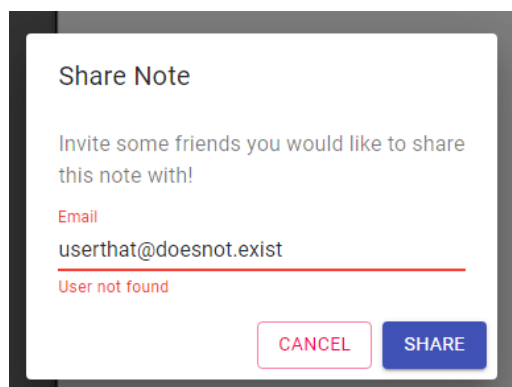 Share Note
Invite some friends you would like to share
this note with!
Email
userthat@doesnot.exist
User not found
CANCEL SHARE